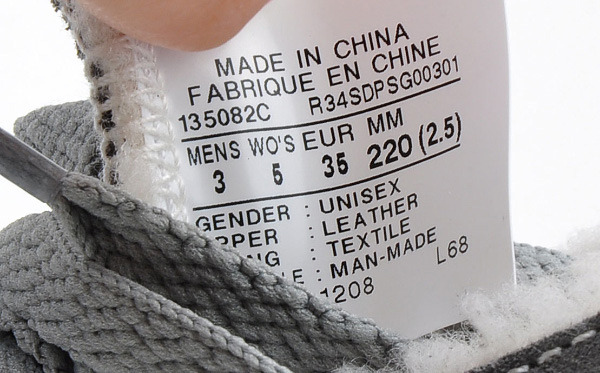 MADE IN CHINA
FABRIQUE EN CHINE
135082C R34SDPSG00301
MENS WO'S EUR MM
3 5 35 220 (2.5)
GENDER : UNISEX
: LEATHER
: TEXTILE
: MAN-MADE
1208 L68